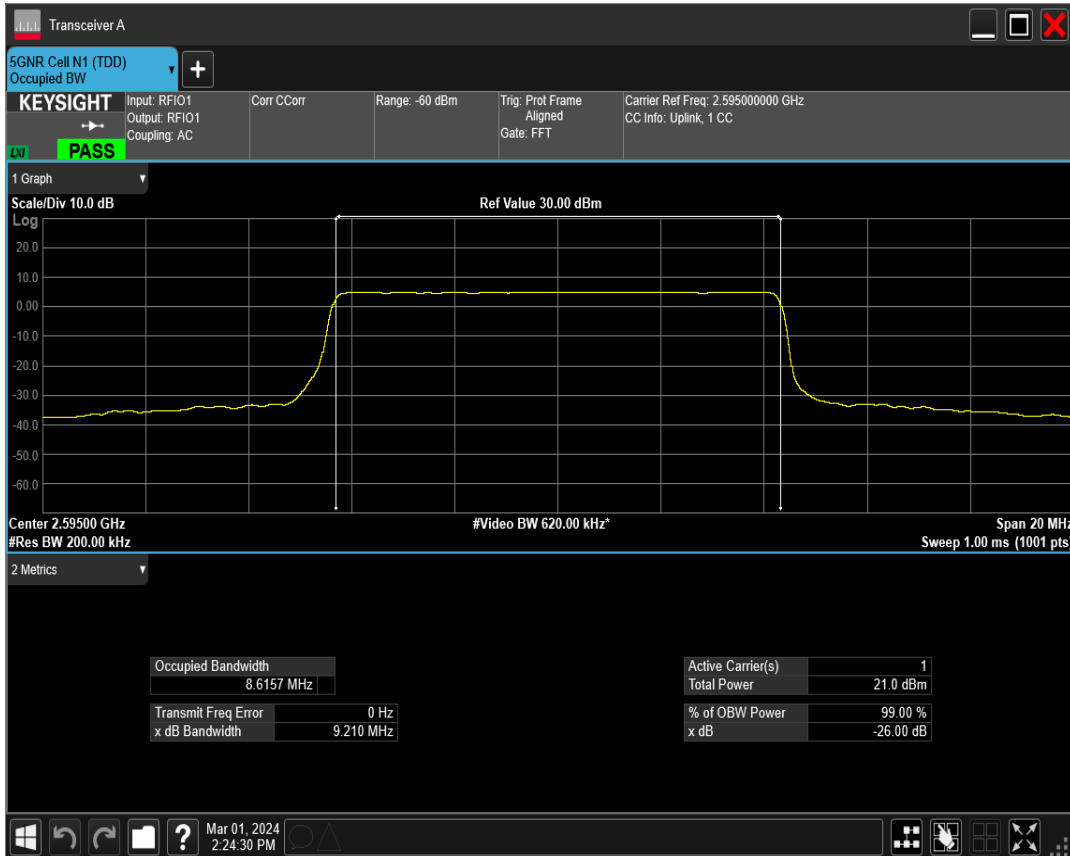 Transceiver A
5GNR Cell N1 (TDD)
Occupied BW
+
KEYSIGHT
LXI
PASS
Input: RFIO1
Output: RFIO1
Coupling: AC
Corr CCorr
Range: -60 dBm
Trig: Prot Frame
Aligned
Gate: FFT
Carrier Ref Freq: 2.595000000 GHz
CC Info: Uplink, 1 CC
1 Graph
Scale/Div 10.0 dB
Ref Value 30.00 dBm
Log
20.0
10.0
0.00
-10.0
-20.0
-30.0
-40.0
-50.0
-60.0
Center 2.59500 GHz
#Video BW 620.00 kHz*
Span 20 MHz
#Res BW 200.00 kHz
Sweep 1.00 ms (1001 pts)
2 Metrics
Occupied Bandwidth
8.6157 MHz
Transmit Freq Error 0 Hz
x dB Bandwidth 9.210 MHz
Active Carrier(s) 1
Total Power 21.0 dBm
% of OBW Power 99.00 %
x dB -26.00 dB
?
Mar 01, 2024
2:24:30 PM